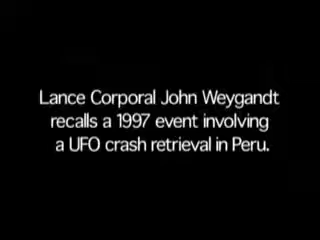 Lance Corporal John Weygandt
recalls a 1997 event involving
a UFO crash retrieval in Peru.